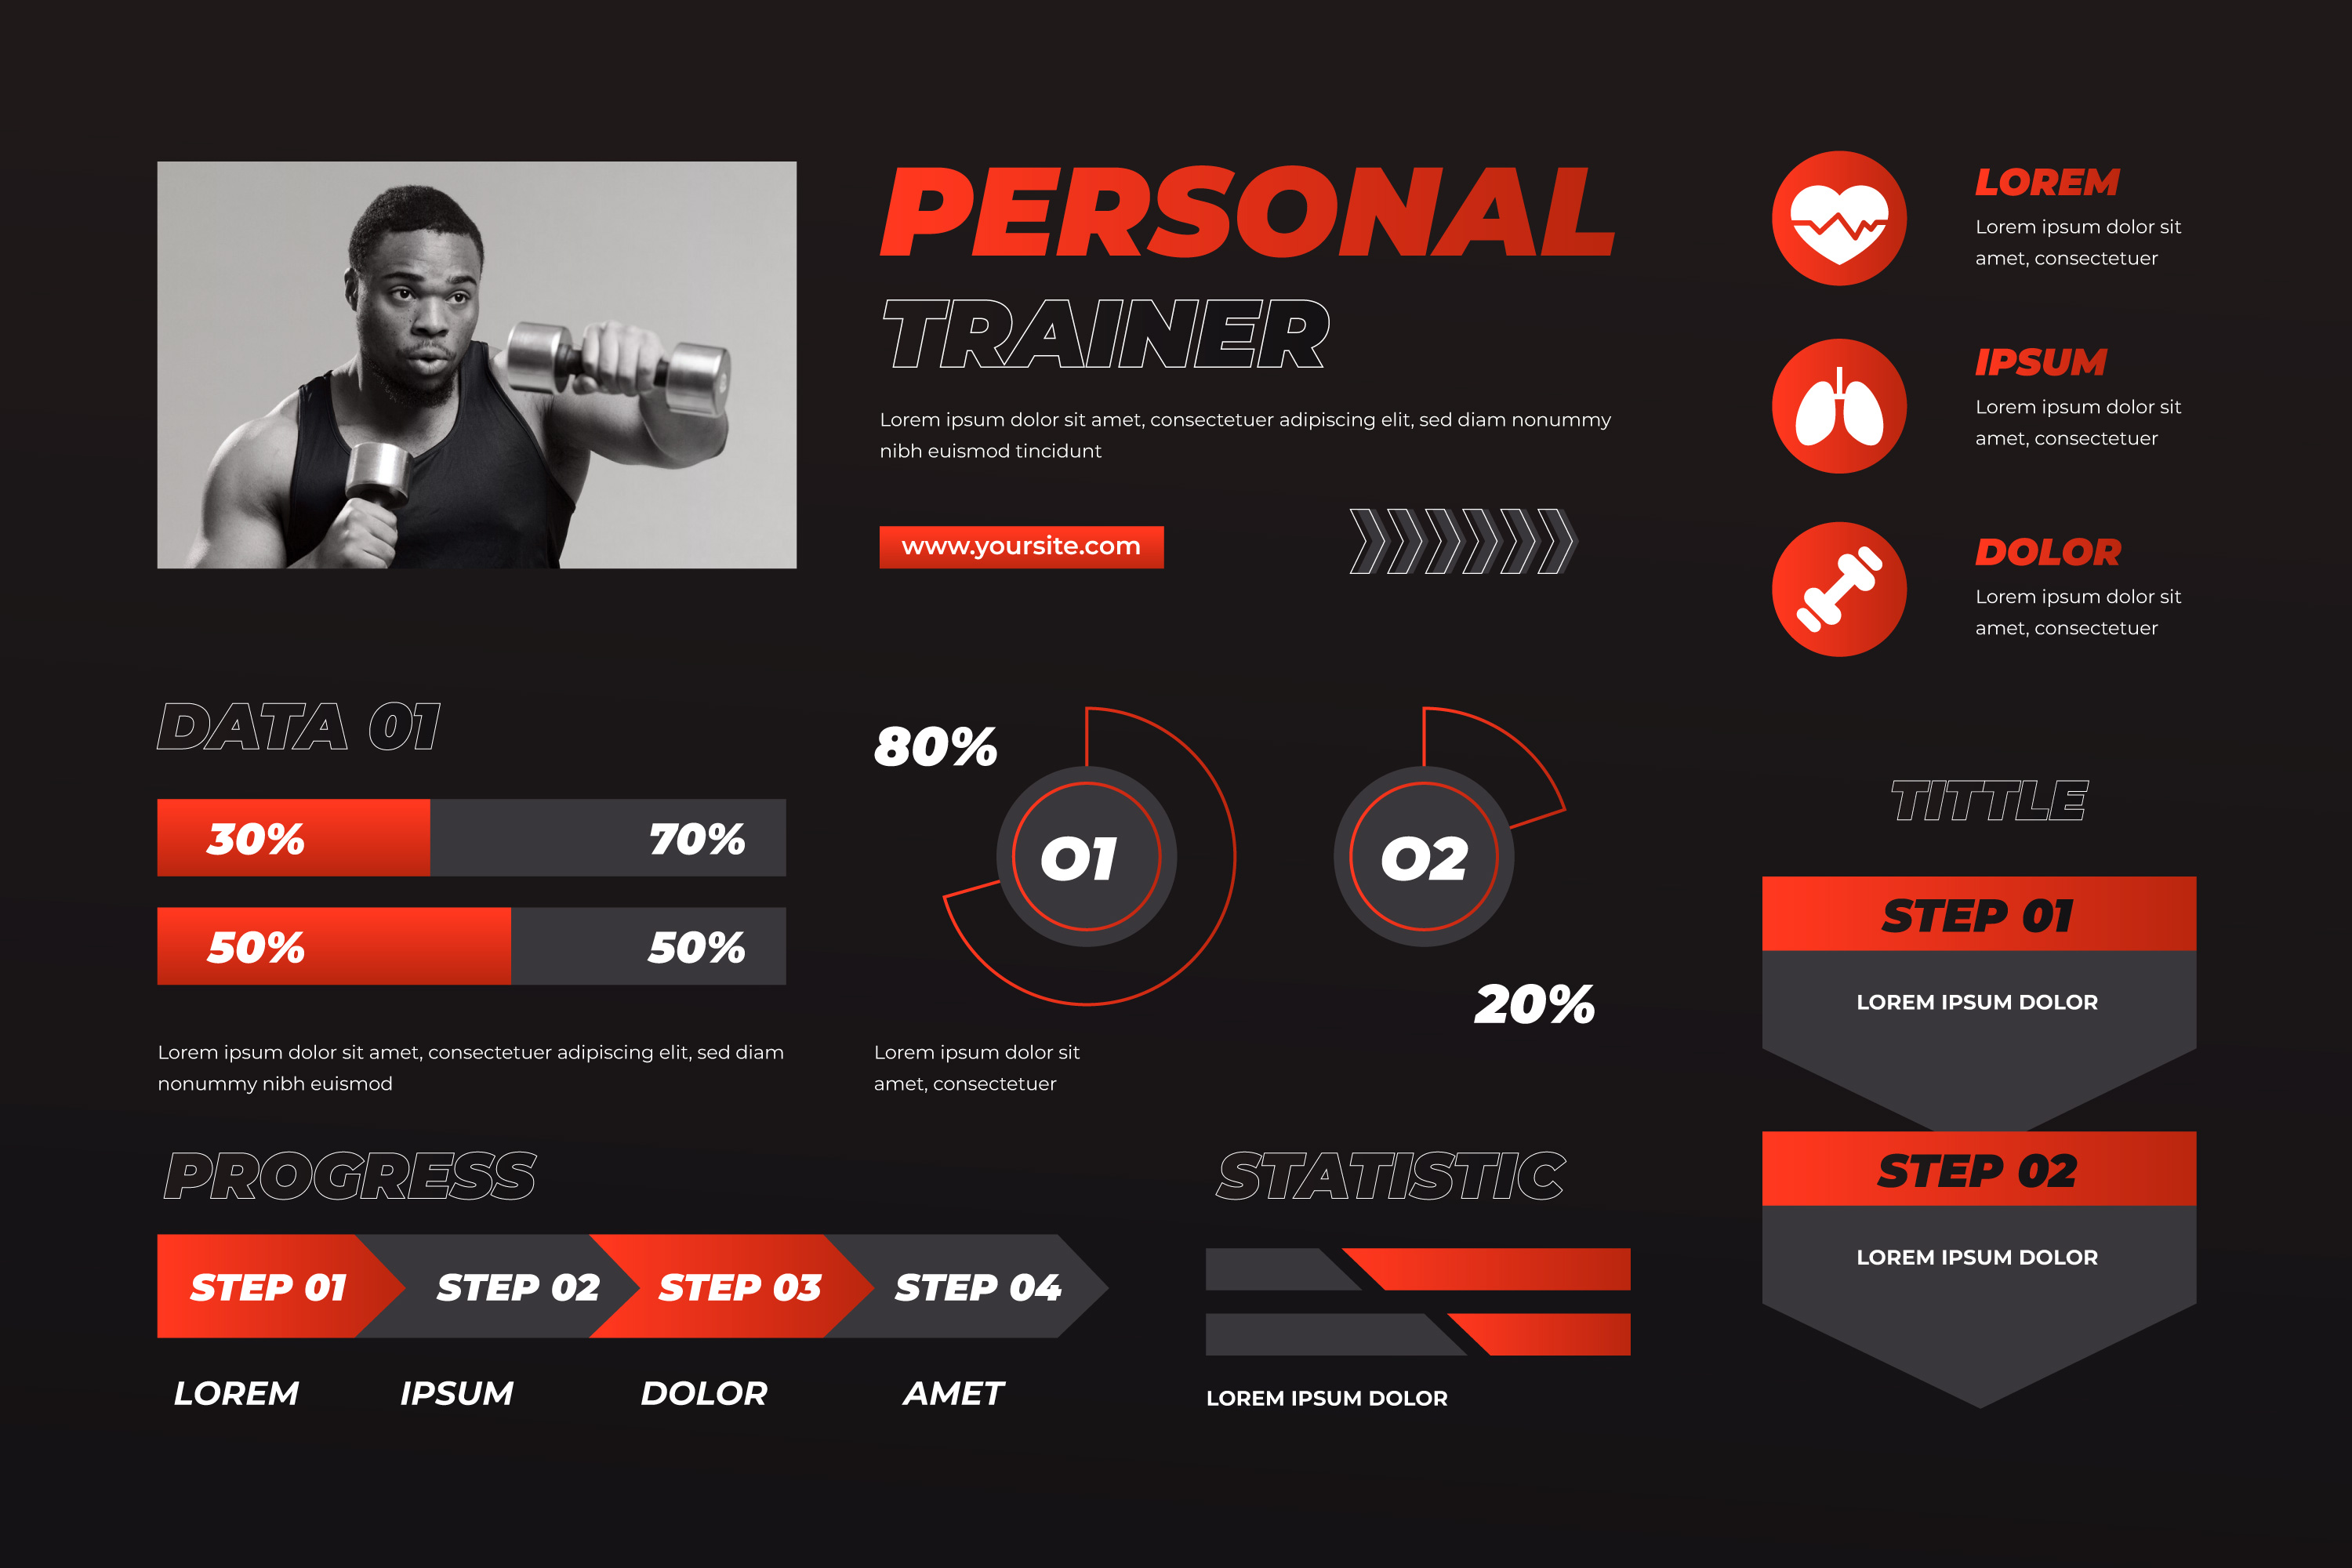 PERSONAL
TRAINER
Lorem ipsum dolor sit amet, consectetuer adipiscing elit, sed diam nonummy
nibh euismod tincidunt
www.yoursite.com
LOREM
Lorem ipsum dolor sit
amet, consectetuer
IPSUM
Lorem ipsum dolor sit
amet, consectetuer
DOLOR
Lorem ipsum dolor sit
amet, consectetuer
DATA 01
30% 70%
50% 50%
Lorem ipsum dolor sit amet, consectetuer adipiscing elit, sed diam
nonummy nibh euismod
80%
01
02
20%
Lorem ipsum dolor sit
amet, consectetuer
TITTLE
STEP 01
LOREM IPSUM DOLOR
STEP 02
LOREM IPSUM DOLOR
PROGRESS
STEP 01 STEP 02 STEP 03 STEP 04
LOREM IPSUM DOLOR AMET
STATISTIC
LOREM IPSUM DOLOR